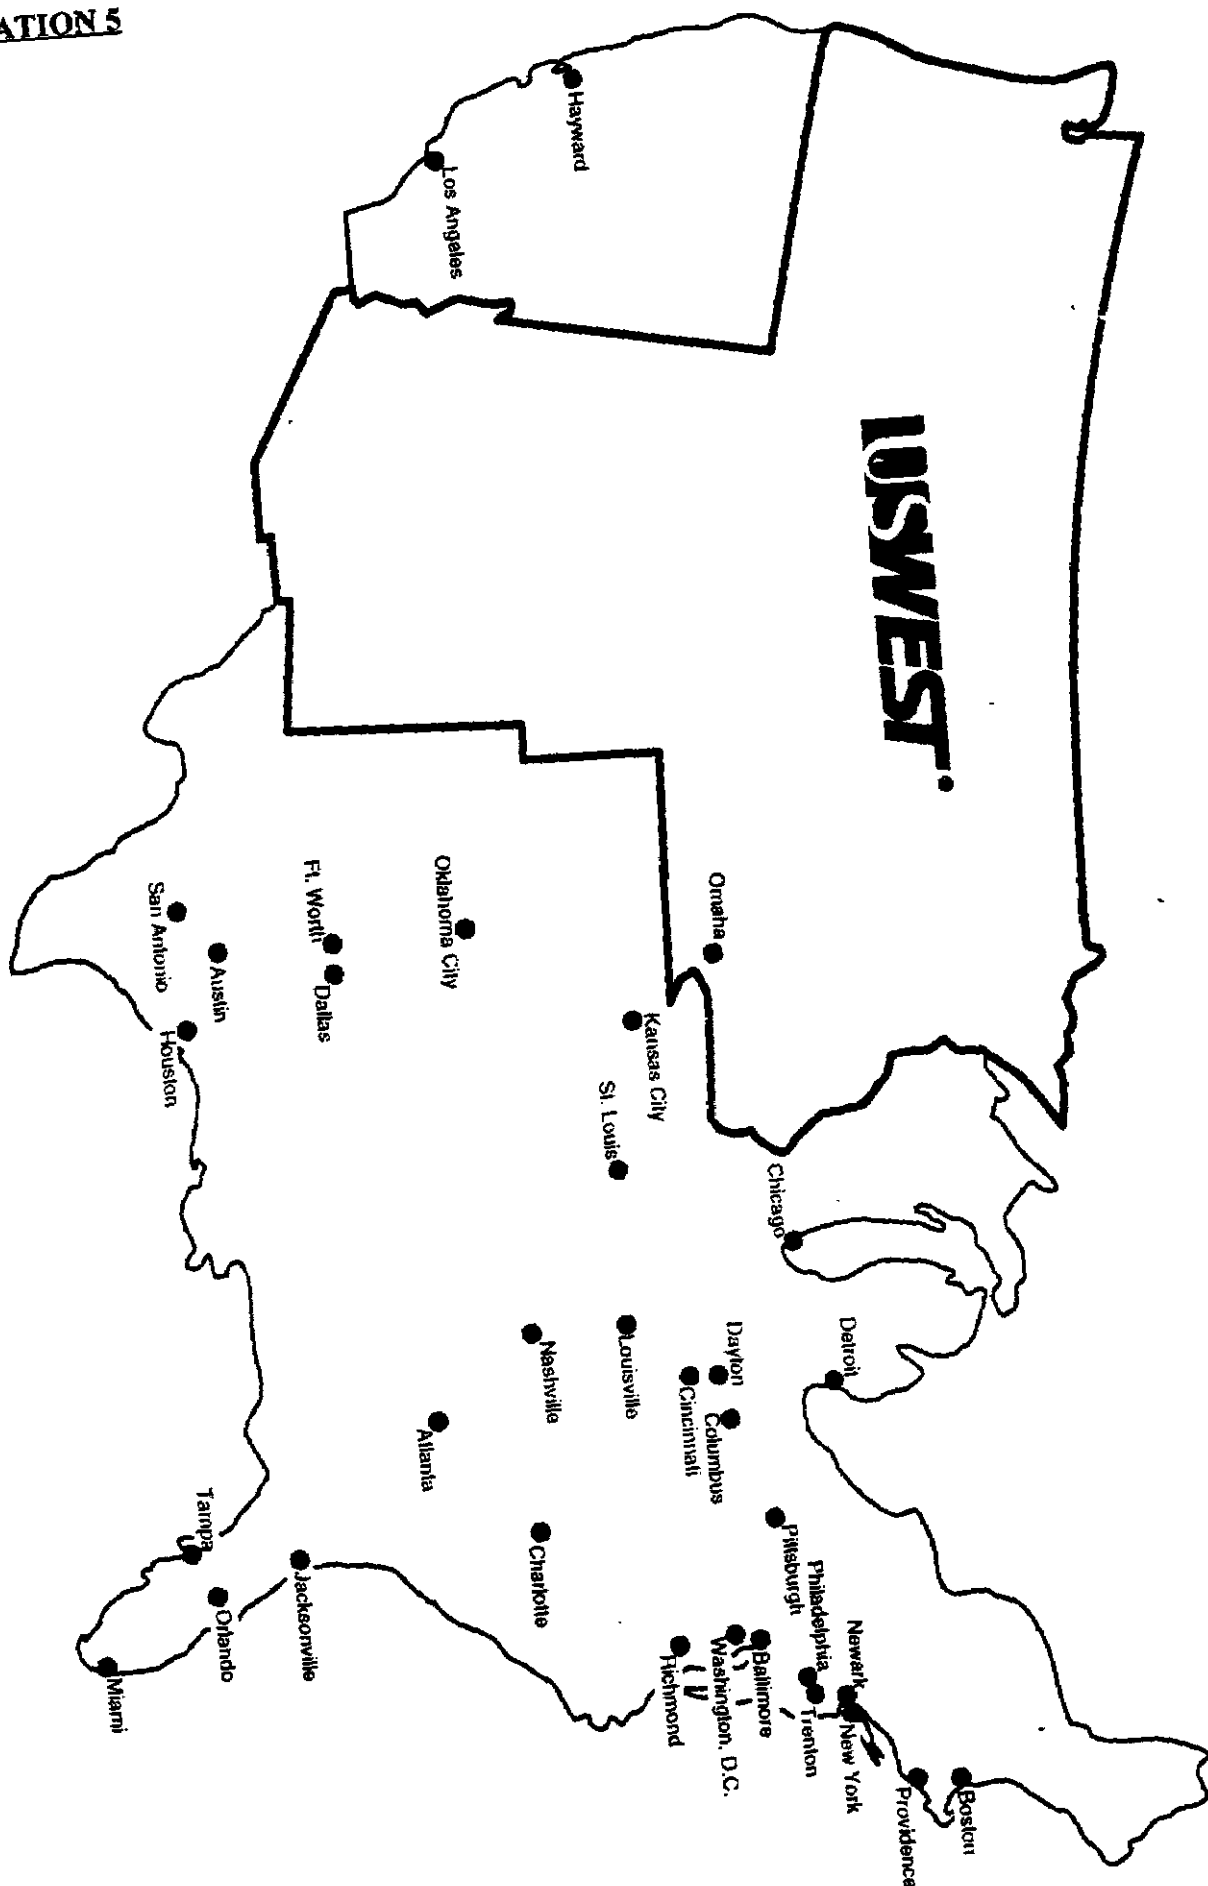 ATION 5
USWEST
Hayward
Los Angeles
Omaha
Oklahoma City
Ft. Worth
Dallas
San Antonio
Austin
Houston
Kansas City
St. Louis
Chicago
Detroit
Dayton
Columbus
Cincinnati
Louisville
Nashville
Atlanta
Charlotte
Pittsburgh
Philadelphia
Newark
New York
Trenton
Baltimore
Washington, D.C.
Richmond
Providence
Boston
Tampa
Jacksonville
Orlando
Miami